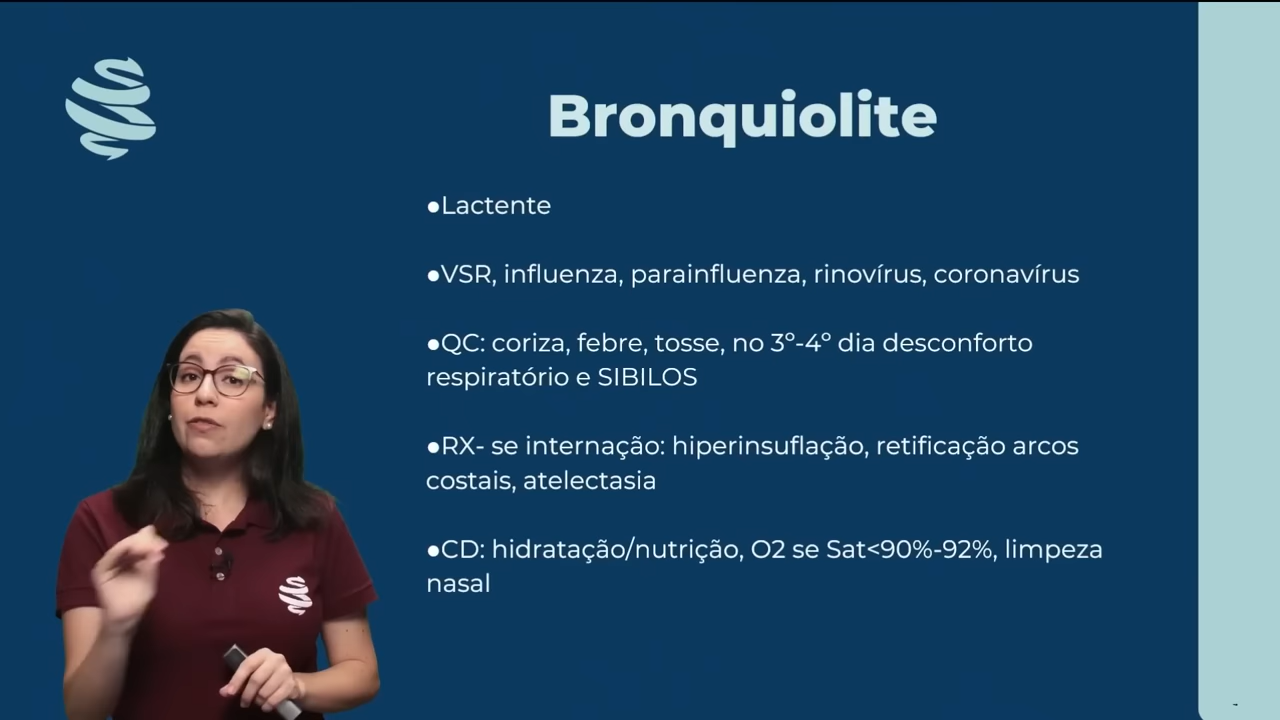 Bronquiolite
●Lactente
●VSR, influenza, parainfluenza, rinovírus, coronavírus
●QC: coriza, febre, tosse, no 3º-4º dia desconforto
respiratório e SIBILOS
●RX- se internação: hiperinsuflação, retificação arcos
costais, atelectasia
●CD: hidratação/nutrição, O2 se Sat<90%-92%, limpeza
nasal